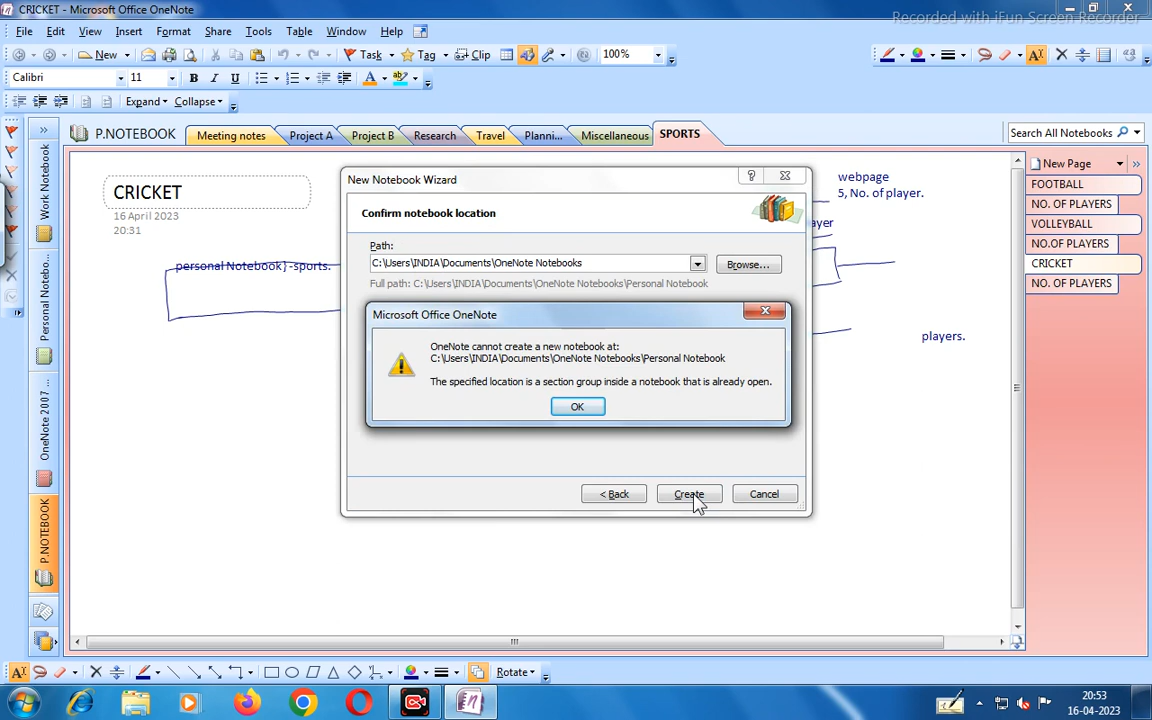 CRICKET - Microsoft Office OneNote
Recorded with iFun Screen Recorder
File Edit View Insert Format Share Tools Table Window Help
New Task Tag Clip 100%
Calibri 11 B I U A ab
Expand Collapse
P.NOTEBOOK Meeting notes Project A Project B Research Travel Planni... Miscellaneous SPORTS Search All Notebooks
Work Notebook
Personal Notebo...
OneNote 2007 ...
P.NOTEBOOK
CRICKET
16 April 2023
20:31
personal Notebook} -sports.
webpage
5, No. of player.
ayer
players.
New Page
FOOTBALL
NO. OF PLAYERS
VOLLEYBALL
NO.OF PLAYERS
CRICKET
NO. OF PLAYERS
New Notebook Wizard
Confirm notebook location
Path:
C:\Users\INDIA\Documents\OneNote Notebooks Browse...
Full path: C:\Users\INDIA\Documents\OneNote Notebooks\Personal Notebook
Microsoft Office OneNote
OneNote cannot create a new notebook at:
C:\Users\INDIA\Documents\OneNote Notebooks\Personal Notebook
The specified location is a section group inside a notebook that is already open.
OK
< Back Create Cancel
Rotate
20:53
16-04-2023